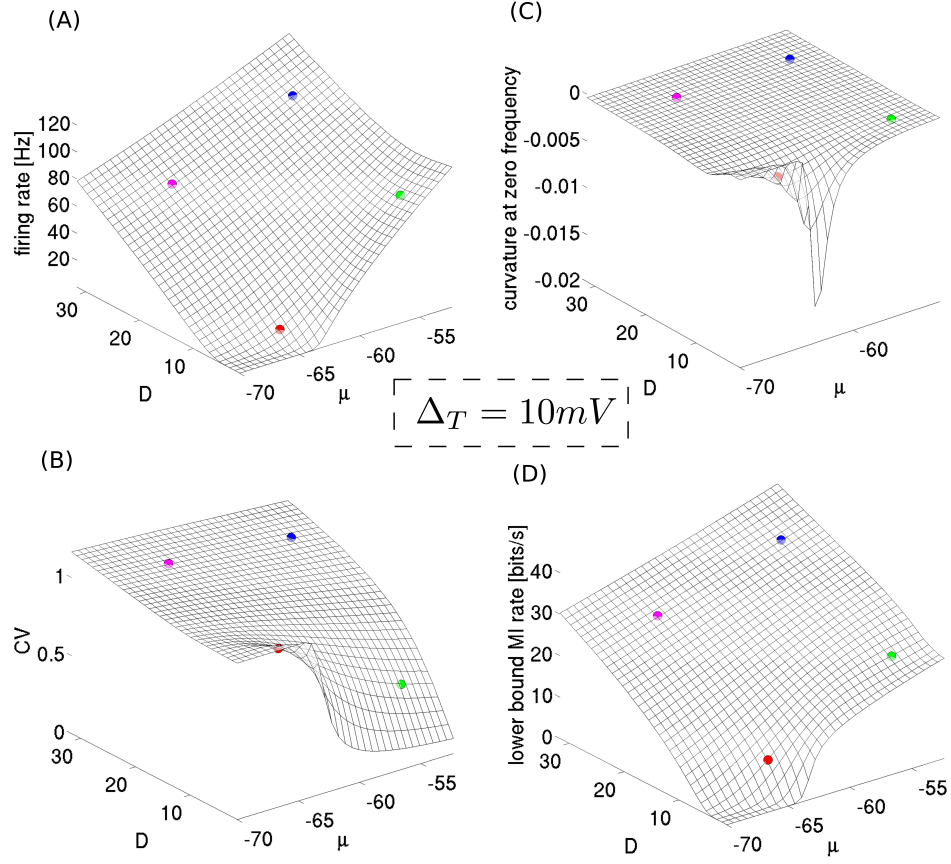 (A)
firing rate [Hz]
120
100
80
60
40
20
30
20
10
D
-70
-65
-60
-55
μ
(C)
curvature at zero frequency
0
-0.005
-0.01
-0.015
-0.02
30
20
10
D
-70
-60
μ
Δ_T = 10mV
(B)
CV
1
0.5
0
30
20
10
D
-70
-65
-60
-55
μ
(D)
lower bound MI rate [bits/s]
40
30
20
10
0
30
20
10
D
-70
-65
-60
-55
μ